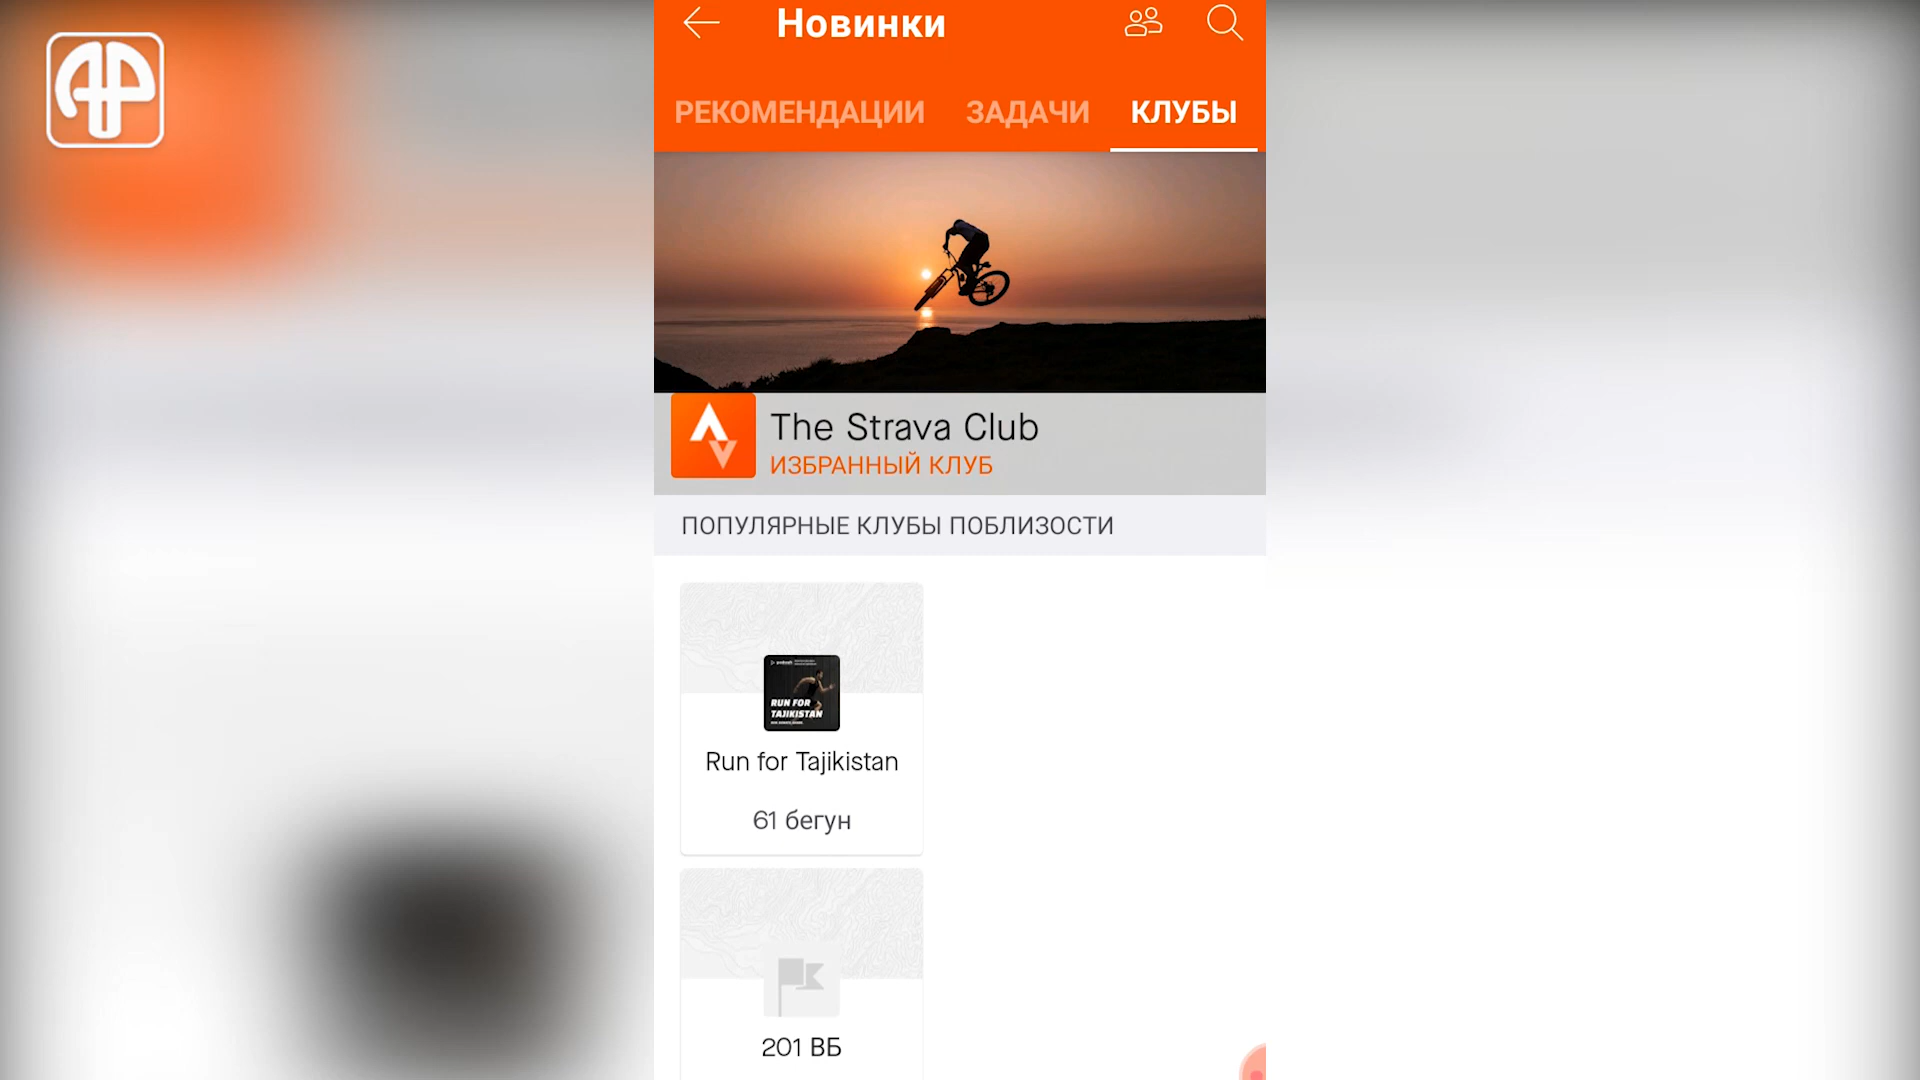 Новинки
РЕКОМЕНДАЦИИ ЗАДАЧИ КЛУБЫ
The Strava Club
ИЗБРАННЫЙ КЛУБ
ПОПУЛЯРНЫЕ КЛУБЫ ПОБЛИЗОСТИ
RUN FOR
TAJIKISTAN
Run for Tajikistan
61 бегун
201 ВБ